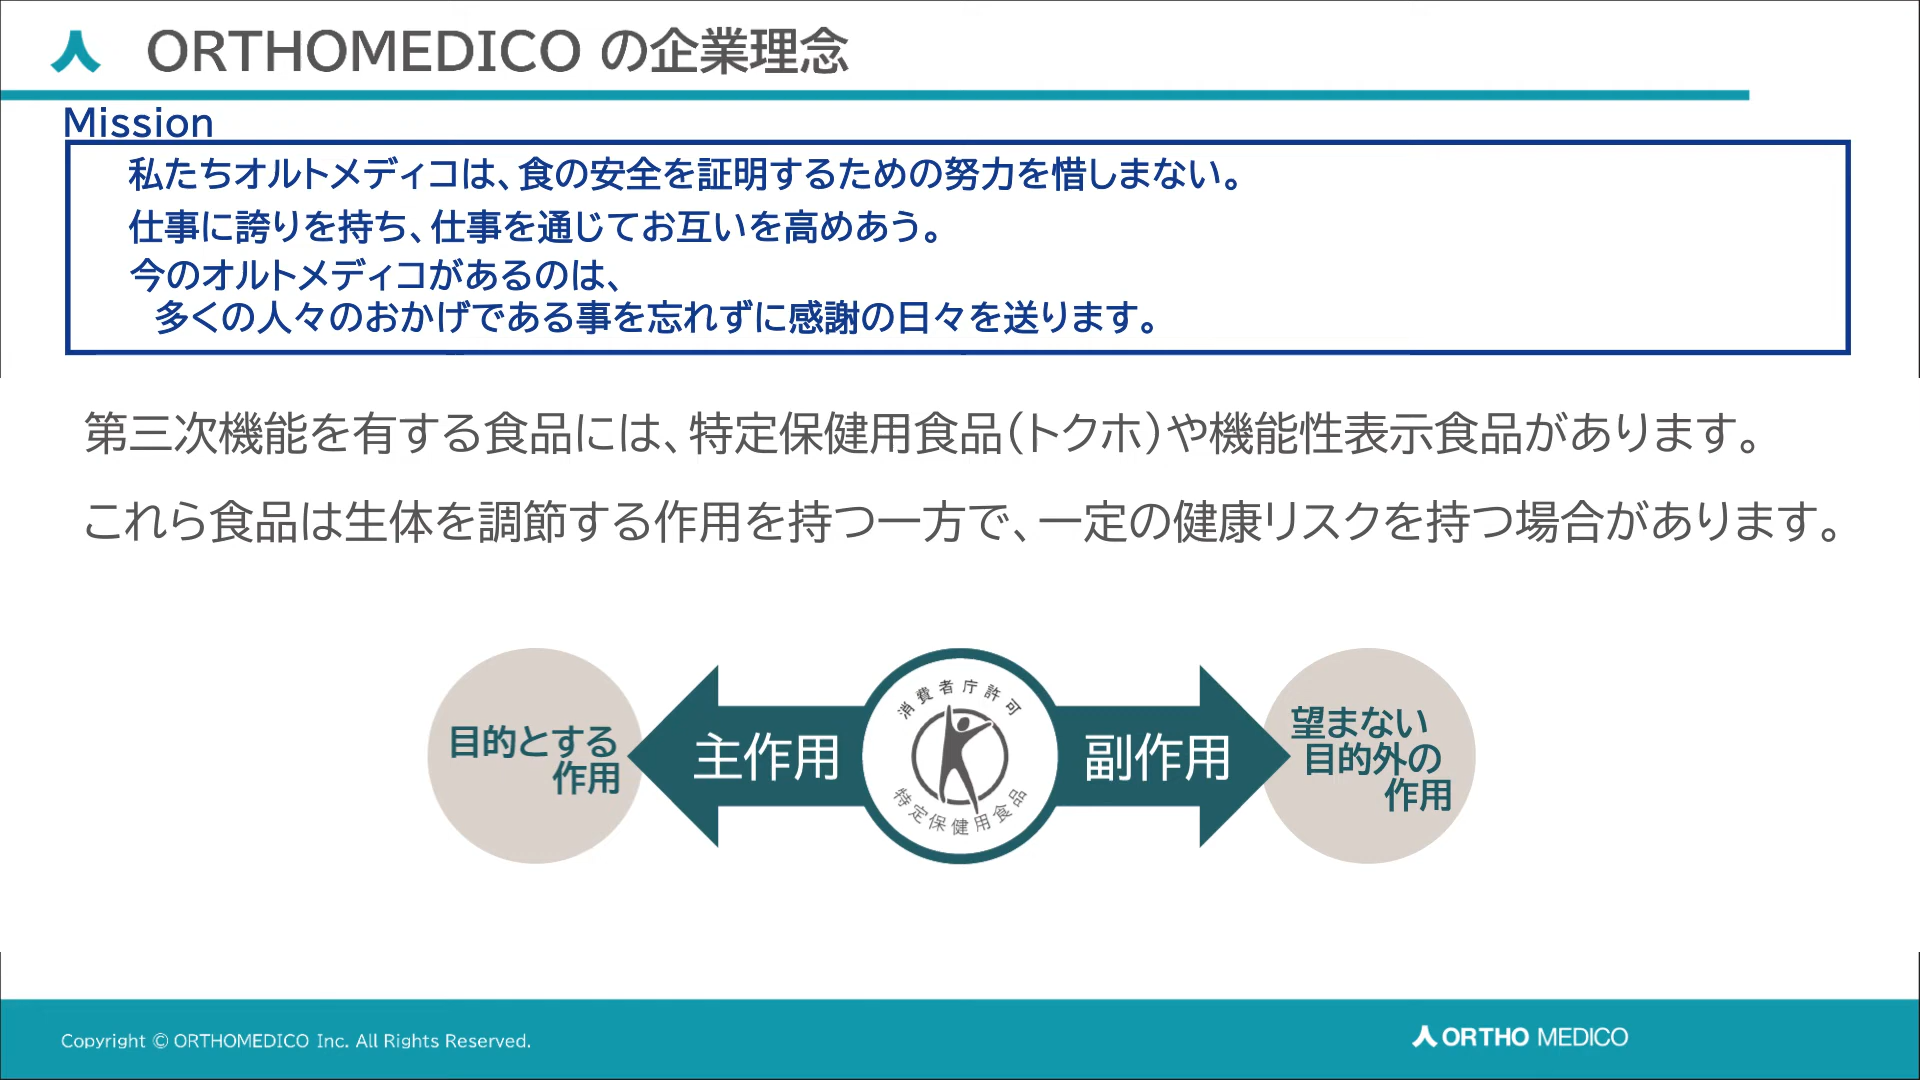 ORTHOMEDICO の企業理念
Mission
私たちオルトメディコは、食の安全を証明するための努力を惜しまない。
仕事に誇りを持ち、仕事を通じてお互いを高めあう。
今のオルトメディコがあるのは、
多くの人々のおかげである事を忘れずに感謝の日々を送ります。
第三次機能を有する食品には、特定保健用食品(トクホ)や機能性表示食品があります。
これら食品は生体を調節する作用を持つ一方で、一定の健康リスクを持つ場合があります。
目的とする
作用
主作用
消費者庁許可
特定保健用食品
副作用
望まない
目的外の
作用
Copyright © ORTHOMEDICO Inc. All Rights Reserved.
ORTHO MEDICO